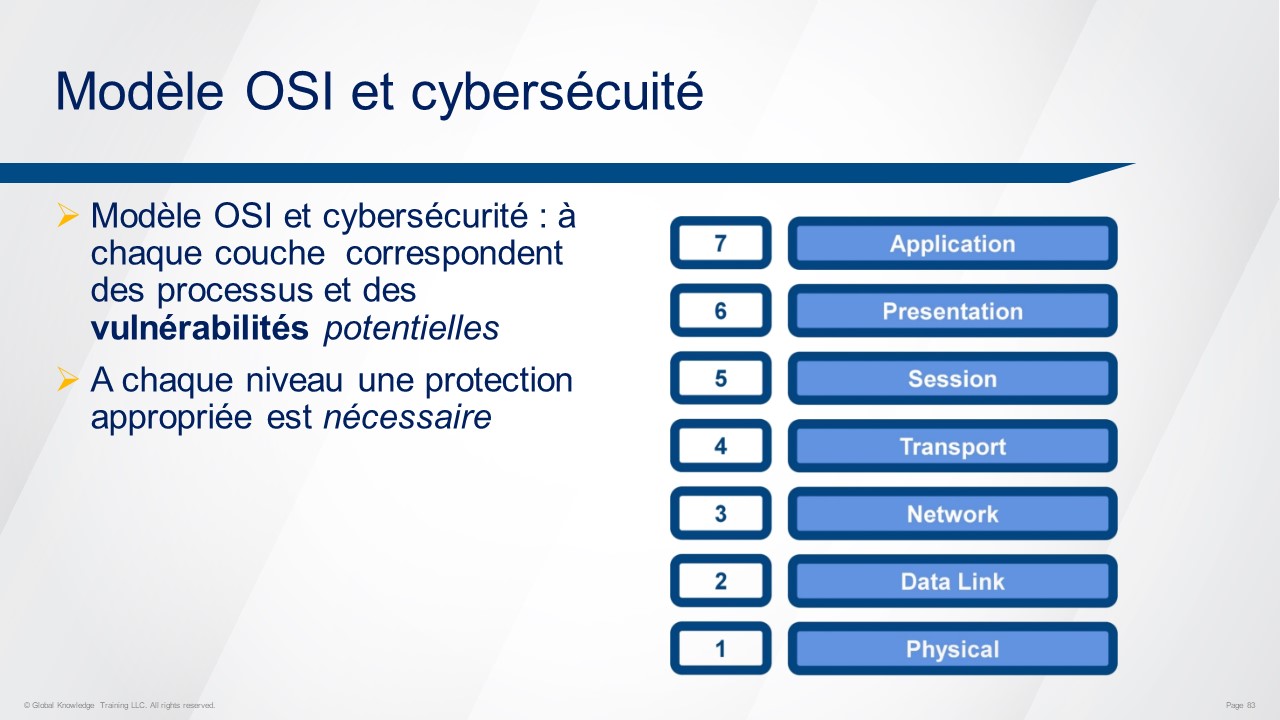 Modèle OSI et cybersécuité
➢ Modèle OSI et cybersécurité : à
chaque couche correspondent
des processus et des
vulnérabilités potentielles
➢ A chaque niveau une protection
appropriée est nécessaire
7 Application
6 Presentation
5 Session
4 Transport
3 Network
2 Data Link
1 Physical
© Global Knowledge Training LLC. All rights reserved.
Page 83